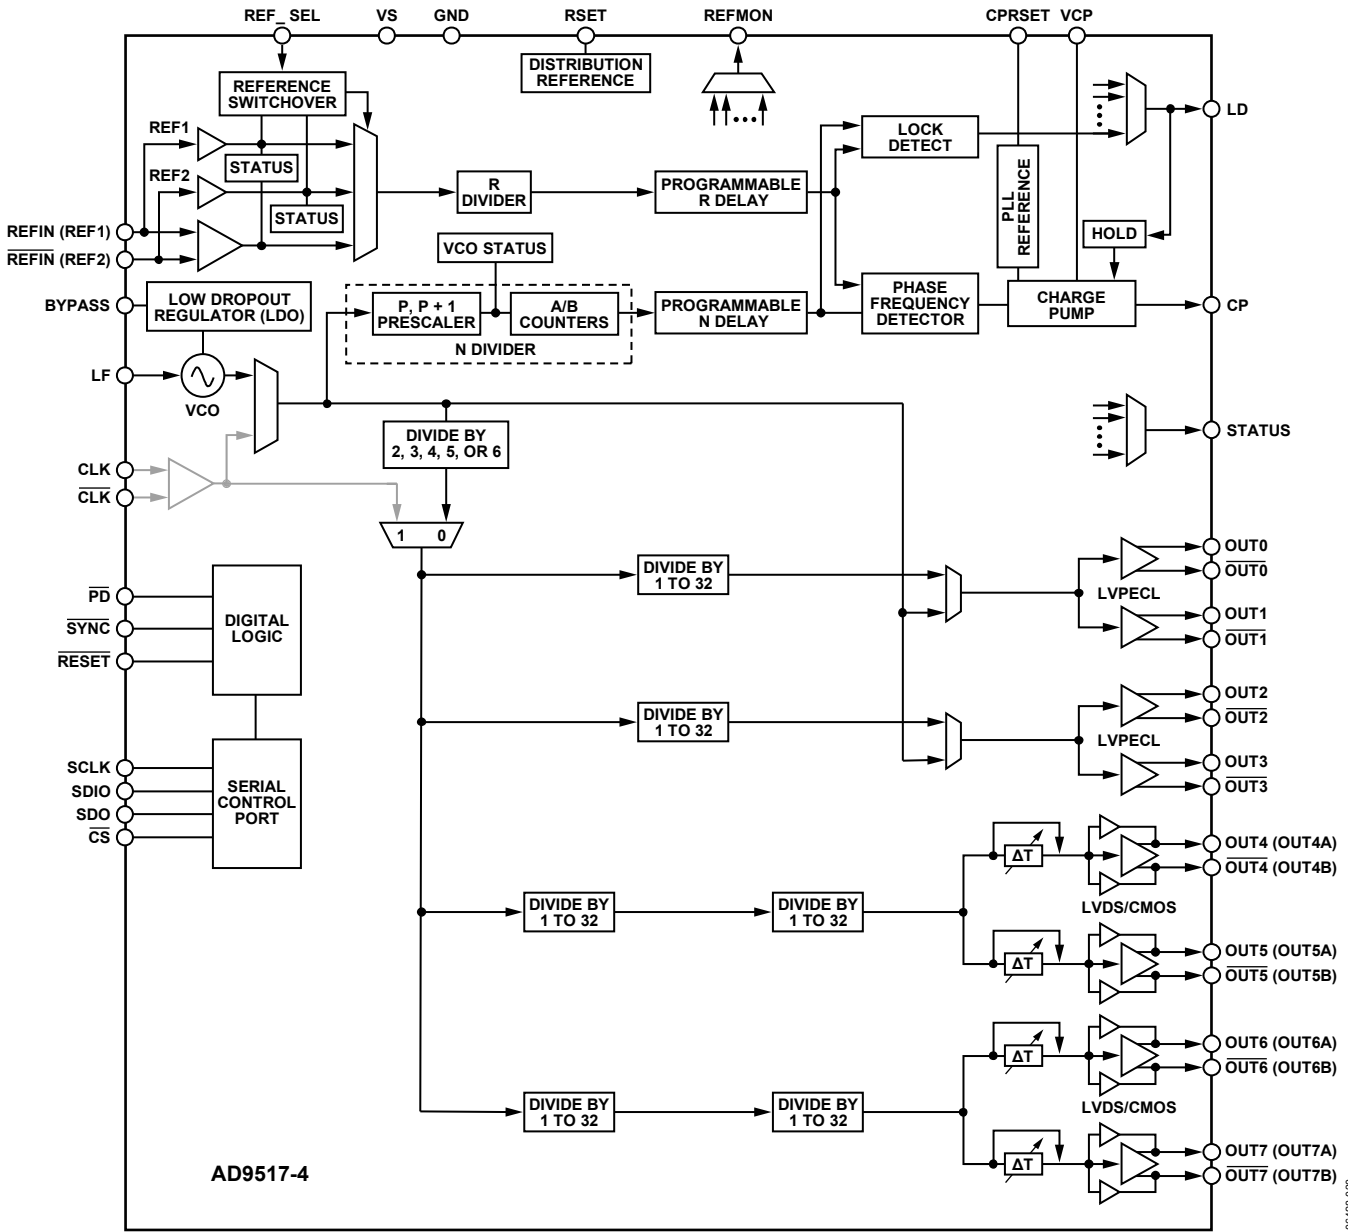 REF_ SEL
VS
GND
RSET
REFMON
CPRSET
VCP
DISTRIBUTION
REFERENCE
REFERENCE
SWITCHOVER
REF1
STATUS
REF2
STATUS
REFIN (REF1)
REFIN (REF2)
R
DIVIDER
PROGRAMMABLE
R DELAY
LOCK
DETECT
LD
PLL
REFERENCE
HOLD
VCO STATUS
BYPASS
LOW DROPOUT
REGULATOR (LDO)
P, P + 1
PRESCALER
A/B
COUNTERS
N DIVIDER
PROGRAMMABLE
N DELAY
PHASE
FREQUENCY
DETECTOR
CHARGE
PUMP
CP
LF
VCO
DIVIDE BY
2, 3, 4, 5, OR 6
STATUS
CLK
CLK
1
0
PD
SYNC
RESET
DIGITAL
LOGIC
DIVIDE BY
1 TO 32
LVPECL
OUT0
OUT0
OUT1
OUT1
DIVIDE BY
1 TO 32
LVPECL
OUT2
OUT2
OUT3
OUT3
SCLK
SDIO
SDO
CS
SERIAL
CONTROL
PORT
DIVIDE BY
1 TO 32
DIVIDE BY
1 TO 32
ΔT
OUT4 (OUT4A)
OUT4 (OUT4B)
LVDS/CMOS
ΔT
OUT5 (OUT5A)
OUT5 (OUT5B)
DIVIDE BY
1 TO 32
DIVIDE BY
1 TO 32
ΔT
OUT6 (OUT6A)
OUT6 (OUT6B)
LVDS/CMOS
ΔT
OUT7 (OUT7A)
OUT7 (OUT7B)
AD9517-4